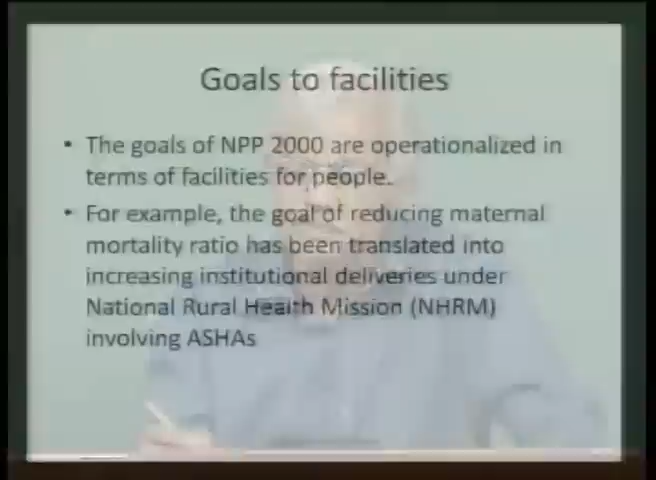 Goals to facilities
• The goals of NPP 2000 are operationalized in
terms of facilities for people.
• For example, the goal of reducing maternal
mortality ratio has been translated into
increasing institutional deliveries under
National Rural Health Mission (NHRM)
involving ASHAs